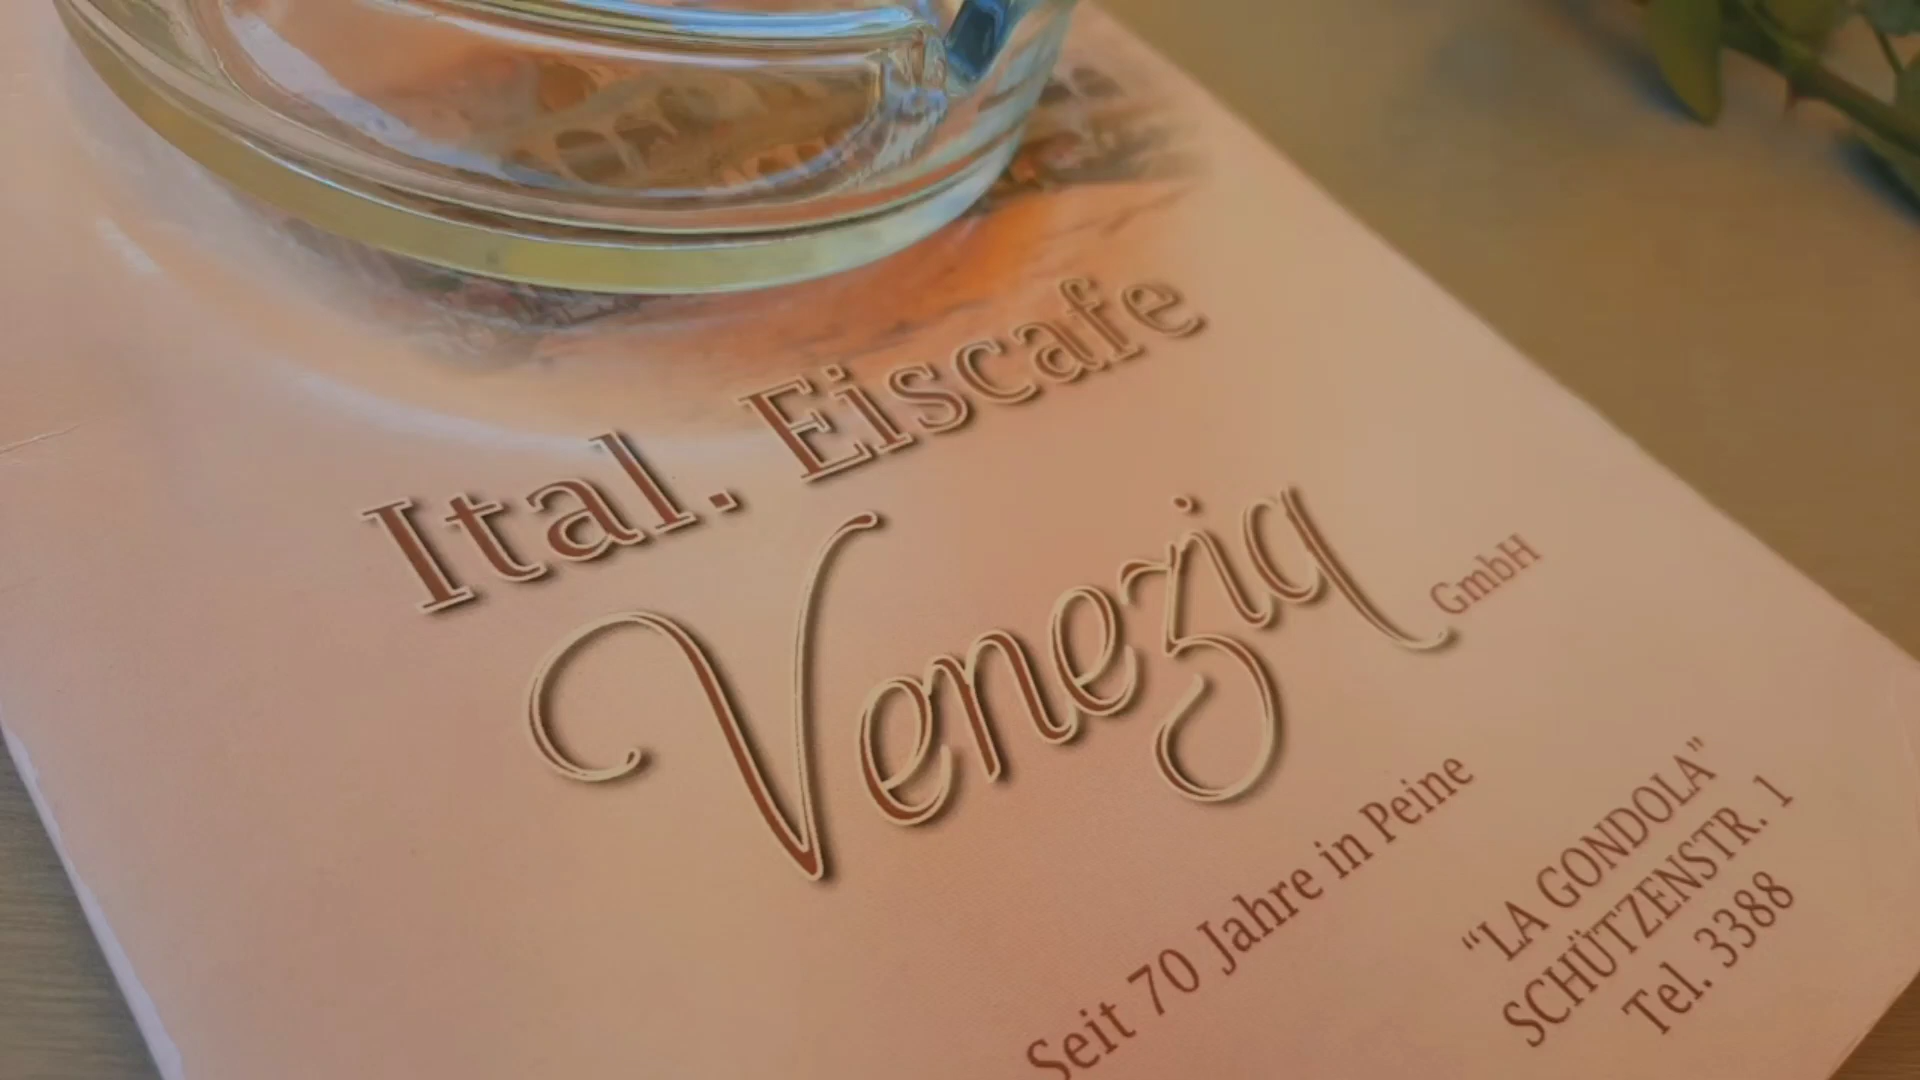 Ital. Eiscafe
Venezia GmbH
Seit 70 Jahre in Peine
“LA GONDOLA”
SCHÜTZENSTR. 1
Tel. 3388